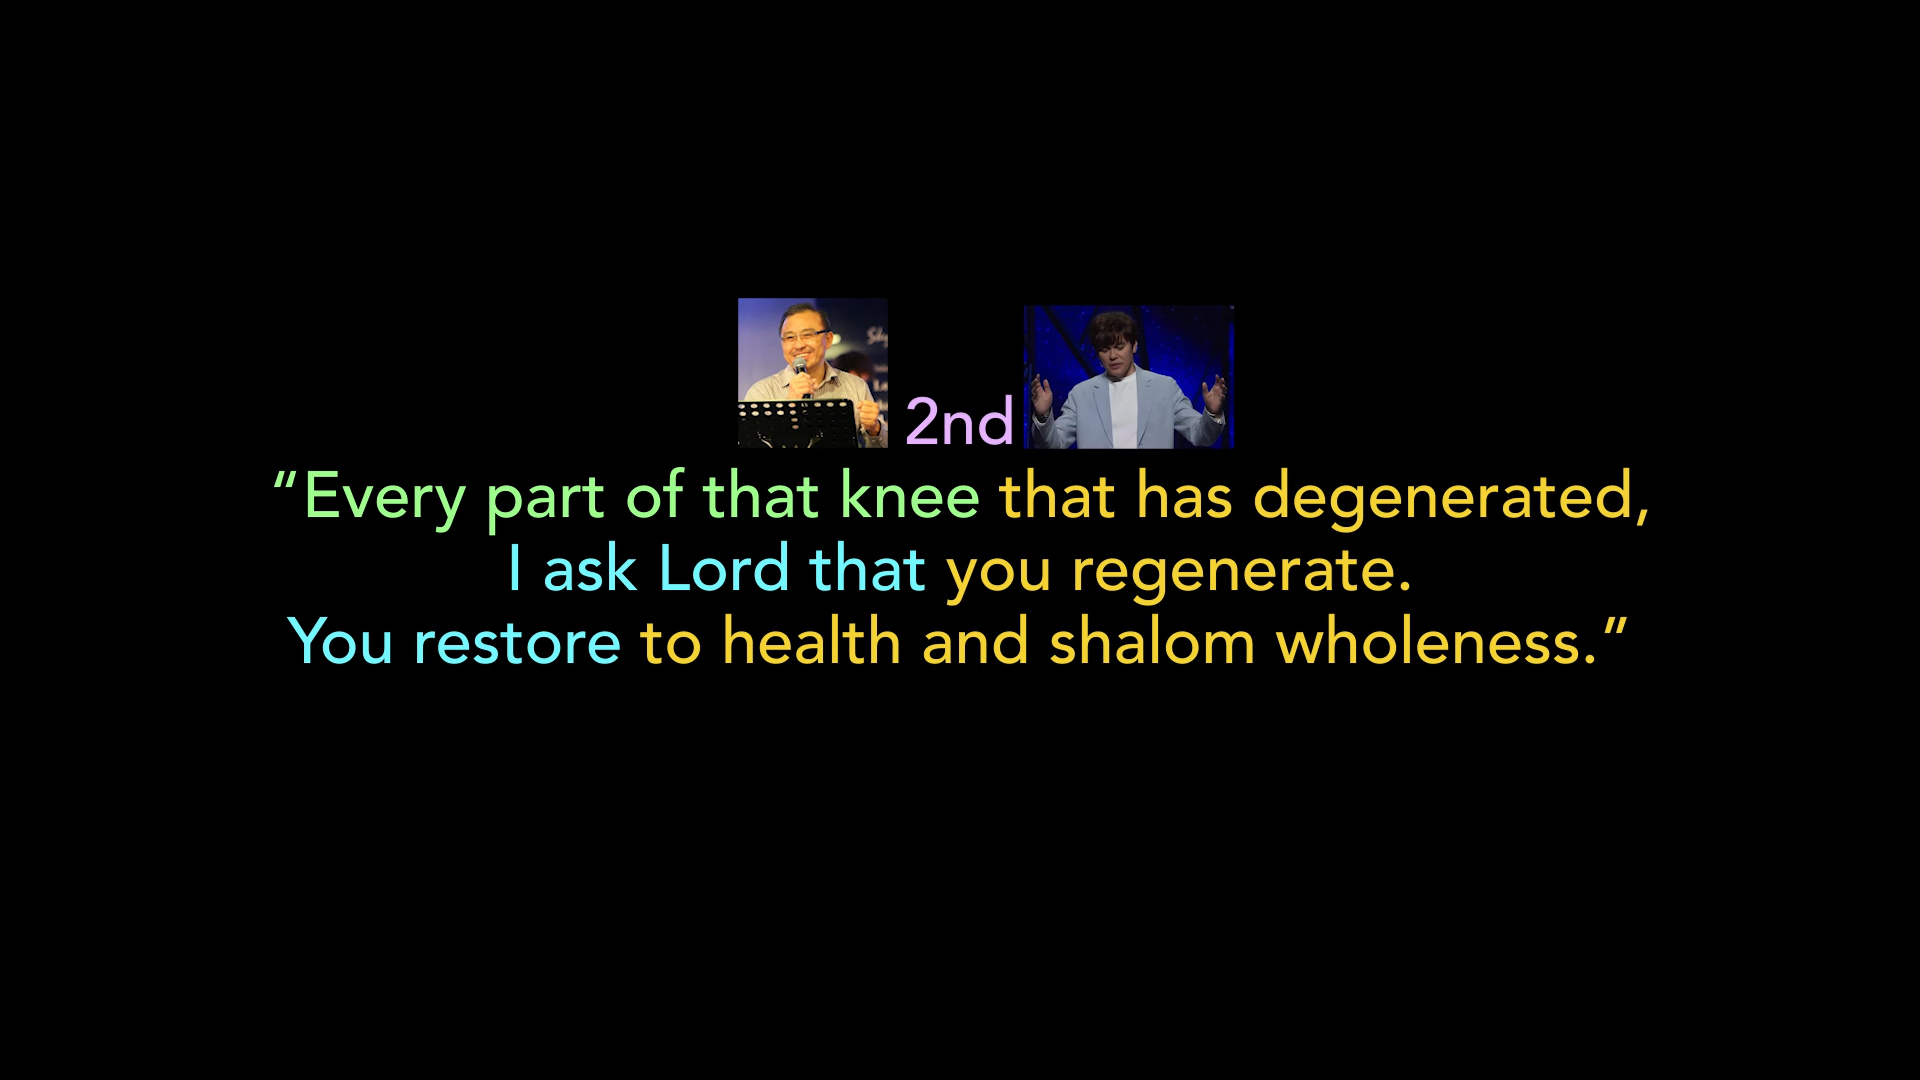 2nd
“Every part of that knee that has degenerated,
I ask Lord that you regenerate.
You restore to health and shalom wholeness.”